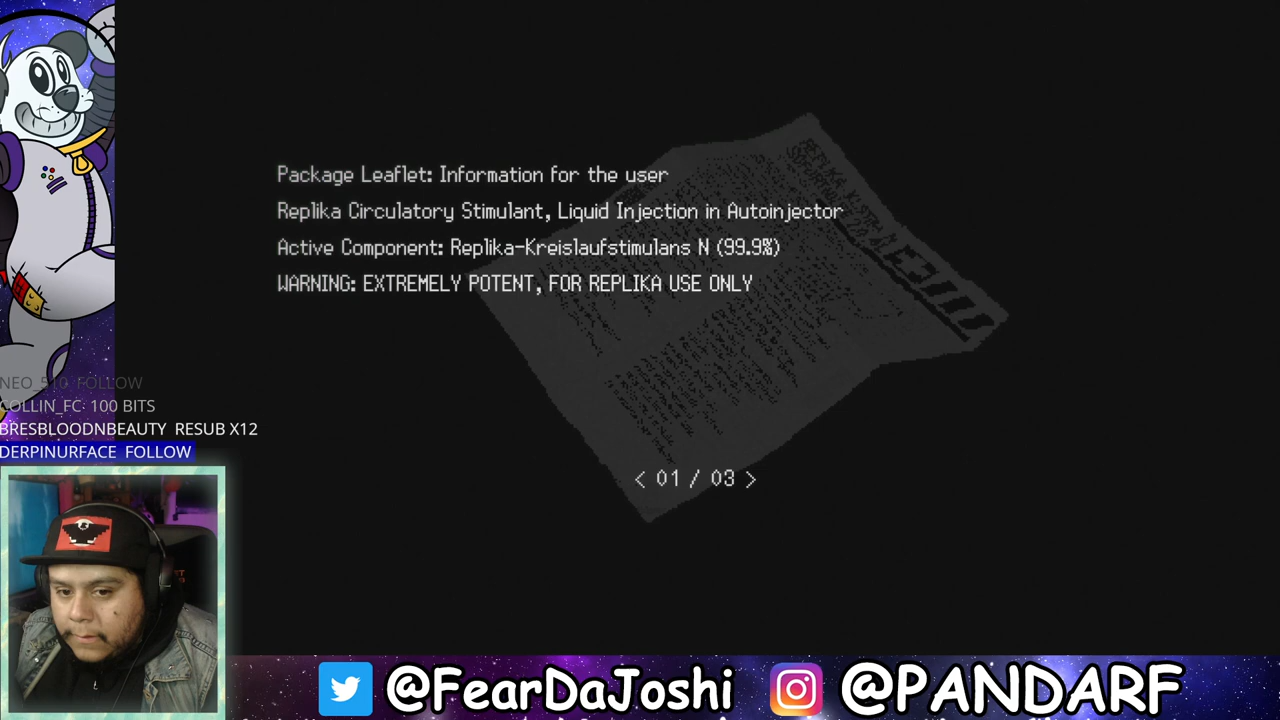 Package Leaflet: Information for the user
Replika Circulatory Stimulant, Liquid Injection in Autoinjector
Active Component: Replika-Kreislaufstimulans N (99.9%)
WARNING: EXTREMELY POTENT, FOR REPLIKA USE ONLY
NEO_510 FOLLOW
COLLIN_FC: 100 BITS
BRESBLOODNBEAUTY RESUB X12
DERPINURFACE FOLLOW
< 01 / 03 >
@FearDaJoshi @PANDARF